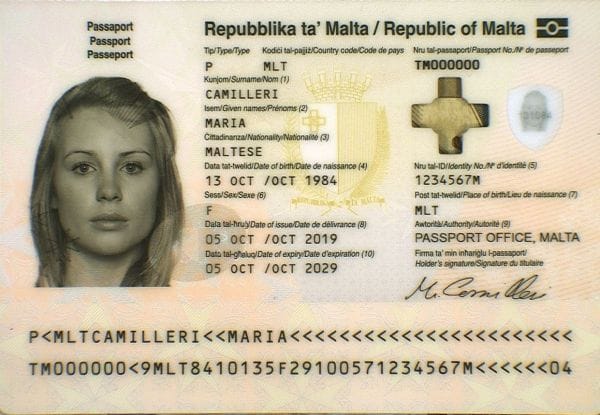 Passaport
Passport
Passeport
Repubblika ta' Malta / Republic of Malta
Tip/Type/Type Kodiċi tal-pajjiż/Country code/Code de pays Nru tal-passaport/Passport No./Nº de passeport
P MLT TM000000
Kunjom/Surname/Nom (1)
CAMILLERI
Isem/Given names/Prénoms (2)
MARIA
Ċittadinanza/Nationality/Nationalité (3)
MALTESE
Data tat-twelid/Date of birth/Date de naissance (4) Nru tal-ID/Identity No./Nº d'identité (5)
13 OCT /OCT 1984 1234567M
Sess/Sex/Sexe (6) Post tat-twelid/Place of birth/Lieu de naissance (7)
F MLT
Data tal-ħruġ/Date of issue/Date de délivrance (8) Awtorità/Authority/Autorité (9)
05 OCT /OCT 2019 PASSPORT OFFICE, MALTA
Data tal-għeluq/Date of expiry/Date d'expiration (10) Firma ta' min inħariġlu l-passaport/
05 OCT /OCT 2029 Holder's signature/Signature du titulaire
M. Camilleri
P<MLTCAMILLERI<<MARIA<<<<<<<<<<<<<<<<<<<<<<<
TM000000<9MLT8410135F29100571234567M<<<<<<04